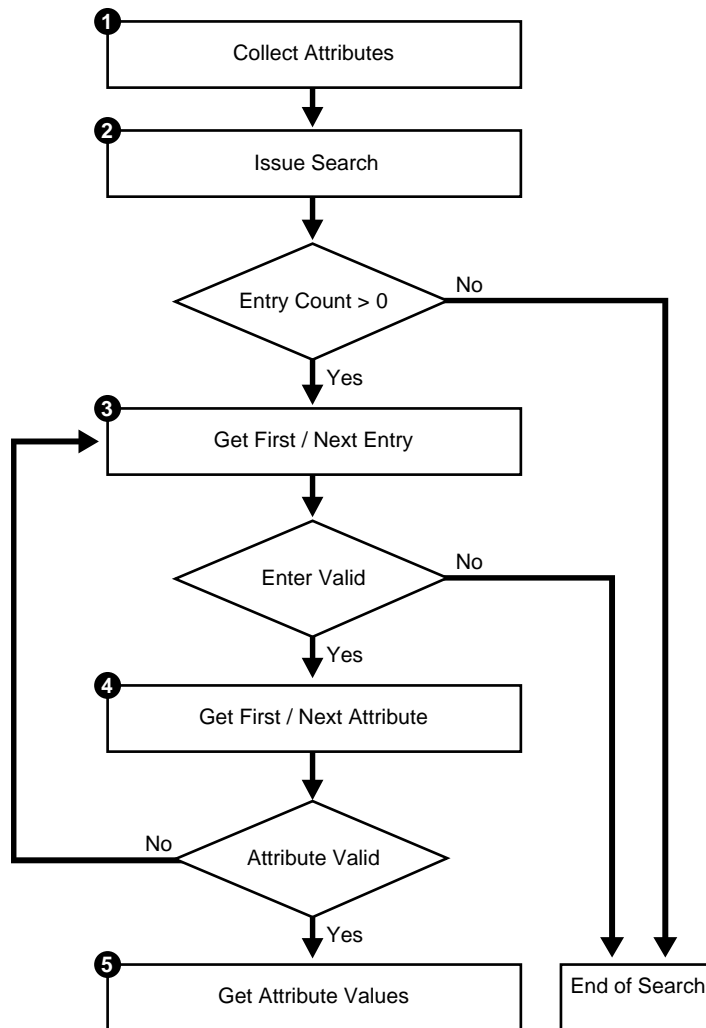 1
Collect Attributes
2
Issue Search
Entry Count > 0
No
Yes
3
Get First / Next Entry
Enter Valid
No
Yes
4
Get First / Next Attribute
No
Attribute Valid
Yes
5
Get Attribute Values
End of Search